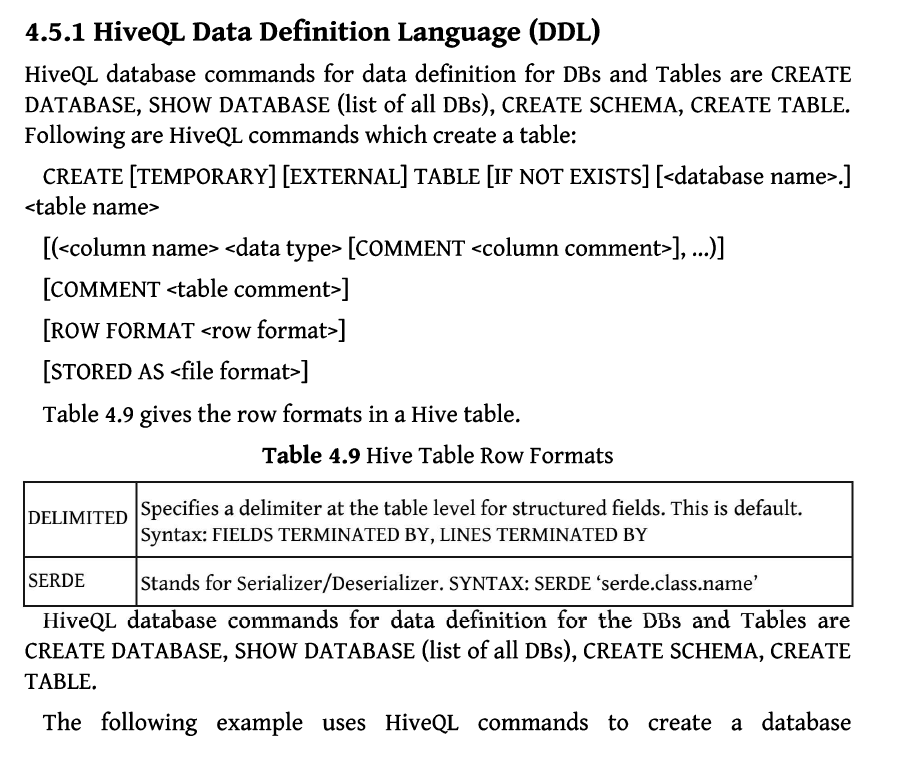 4.5.1 HiveQL Data Definition Language (DDL)
HiveQL database commands for data definition for DBs and Tables are CREATE
DATABASE, SHOW DATABASE (list of all DBs), CREATE SCHEMA, CREATE TABLE.
Following are HiveQL commands which create a table:
CREATE [TEMPORARY] [EXTERNAL] TABLE [IF NOT EXISTS] [<database name>.]
<table name>
[(<column name> <data type> [COMMENT <column comment>], ...)]
[COMMENT <table comment>]
[ROW FORMAT <row format>]
[STORED AS <file format>]
Table 4.9 gives the row formats in a Hive table.
Table 4.9 Hive Table Row Formats
DELIMITED
Specifies a delimiter at the table level for structured fields. This is default.
Syntax: FIELDS TERMINATED BY, LINES TERMINATED BY
SERDE
Stands for Serializer/Deserializer. SYNTAX: SERDE ‘serde.class.name’
HiveQL database commands for data definition for the DBs and Tables are
CREATE DATABASE, SHOW DATABASE (list of all DBs), CREATE SCHEMA, CREATE
TABLE.
The following example uses HiveQL commands to create a database